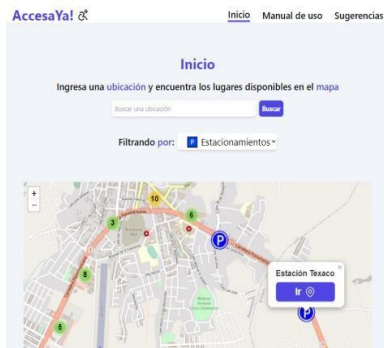 AccesaYa!
Inicio
Manual de uso
Sugerencias
Inicio
Ingresa una ubicación y encuentra los lugares disponibles en el mapa
Buscar una ubicación
Buscar
Filtrando por: P Estacionamientos
+
−
10
3
6
P
8
Estación Texaco
×
Ir
P
5